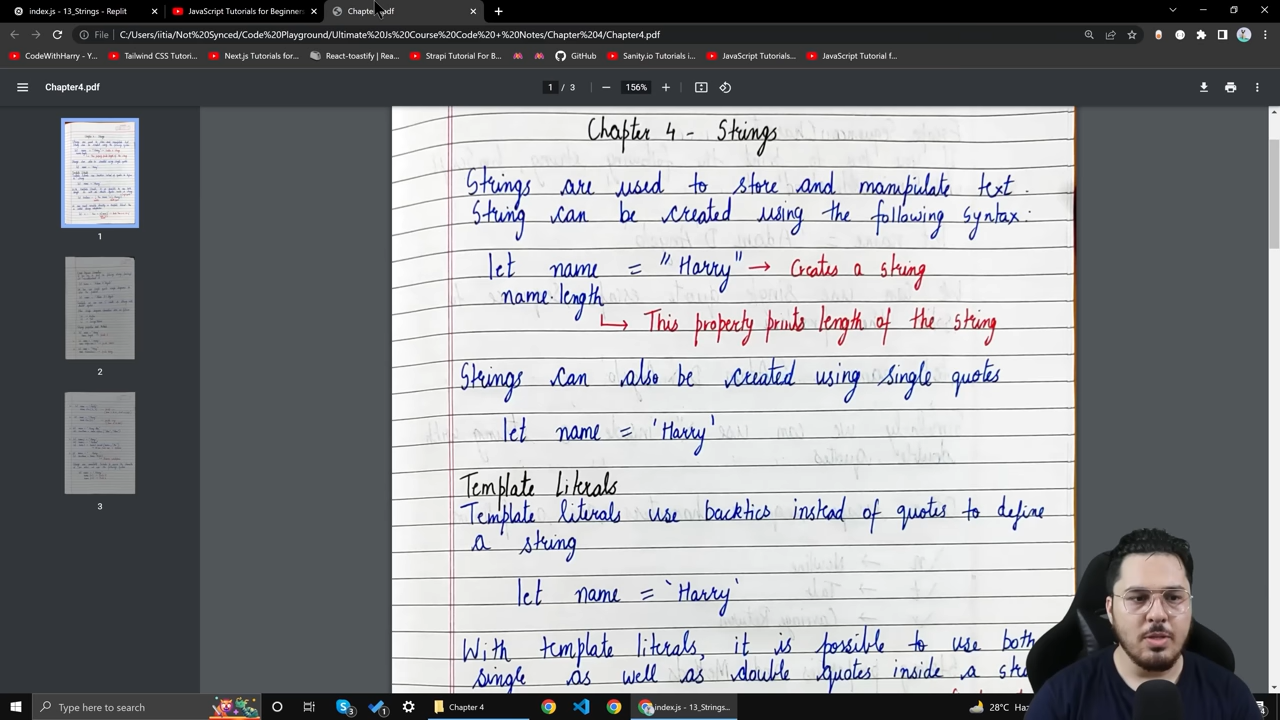 index.js - 13_Strings - Replit
JavaScript Tutorials for Beginner
Chapter4.pdf
File
C:/Users/iitia/Not%20Synced/Code%20Playground/Ultimate%20Js%20Course%20Code%20+%20Notes/Chapter%204/Chapter4.pdf
CodeWithHarry - Y...
Tailwind CSS Tutori...
Next.js Tutorials for...
React-toastify | Rea...
Strapi Tutorial For B...
GitHub
Sanity.io Tutorials i...
JavaScript Tutorials...
JavaScript Tutorial f...
Chapter4.pdf
1 / 3
156%
1
2
3
Chapter 4 - Strings
Strings are used to store and manipulate text.
String can be created using the following syntax:
let name = "Harry" → Creates a string
name.length
↳ This property prints length of the string
Strings can also be created using single quotes
let name = 'Harry'
Template Literals
Template literals use backtics instead of quotes to define
a string
let name = `Harry`
With template literals, it is possible to use both
single as well as double quotes inside a
Type here to search
3
1
Chapter 4
index.js - 13_Strings...
28°C